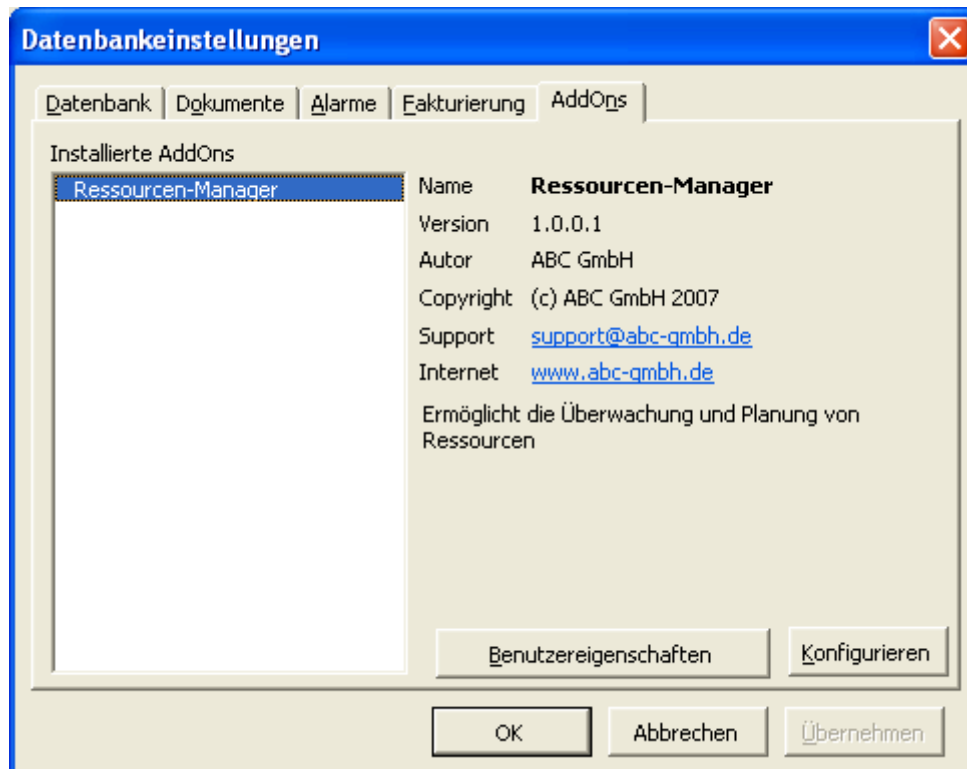 Datenbankeinstellungen
Datenbank Dokumente Alarme Fakturierung AddOns
Installierte AddOns
Ressourcen-Manager
Name Ressourcen-Manager
Version 1.0.0.1
Autor ABC GmbH
Copyright (c) ABC GmbH 2007
Support support@abc-gmbh.de
Internet www.abc-gmbh.de
Ermöglicht die Überwachung und Planung von
Ressourcen
Benutzereigenschaften Konfigurieren
OK Abbrechen Übernehmen